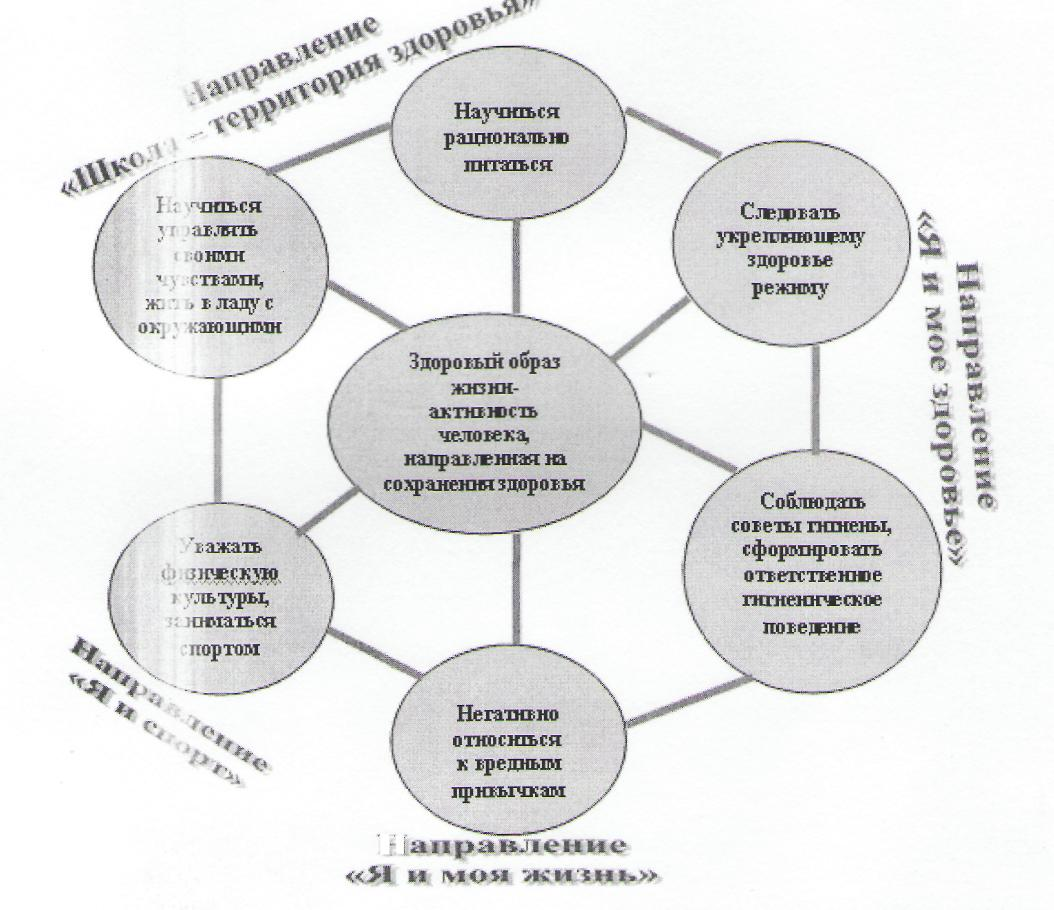 Направление
«Школа – территория здоровья»
Научиться
рационально
питаться
Научиться
управлять
своими
чувствами,
жить в ладу с
окружающими
Следовать
укрепляющему
здоровье
режиму
Направление
«Я и мое здоровье»
Здоровый образ
жизни-
активность
человека,
направленная на
сохранения здоровья
Соблюдать
советы гигиены,
сформировать
ответственное
гигиеническое
поведение
Уважать
физическую
культуры,
заниматься
спортом
Направление
«Я и спорт»
Негативно
относиться
к вредным
привычкам
Направление
«Я и моя жизнь»